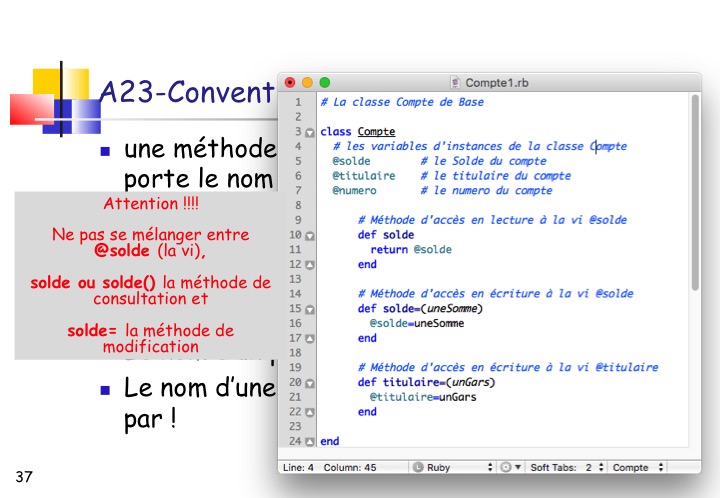 A23-Convent
une méthode
porte le nom
Attention !!!!
Ne pas se mélanger entre
@solde (la vi),
solde ou solde() la méthode de
consultation et
solde= la méthode de
modification
Le nom d'une
par !
37
Compte1.rb
1 # La classe Compte de Base
2
3 class Compte
4 # les variables d'instances de la classe Compte
5 @solde # le Solde du compte
6 @titulaire # le titulaire du compte
7 @numero # le numero du compte
8
9 # Méthode d'accès en lecture à la vi @solde
10 def solde
11 return @solde
12 end
13
14 # Méthode d'accès en écriture à la vi @solde
15 def solde=(uneSomme)
16 @solde=uneSomme
17 end
18
19 # Méthode d'accès en écriture à la vi @titulaire
20 def titulaire=(unGars)
21 @titulaire=unGars
22 end
23
24 end
Line: 4 Column: 45 L Ruby Soft Tabs: 2 Compte